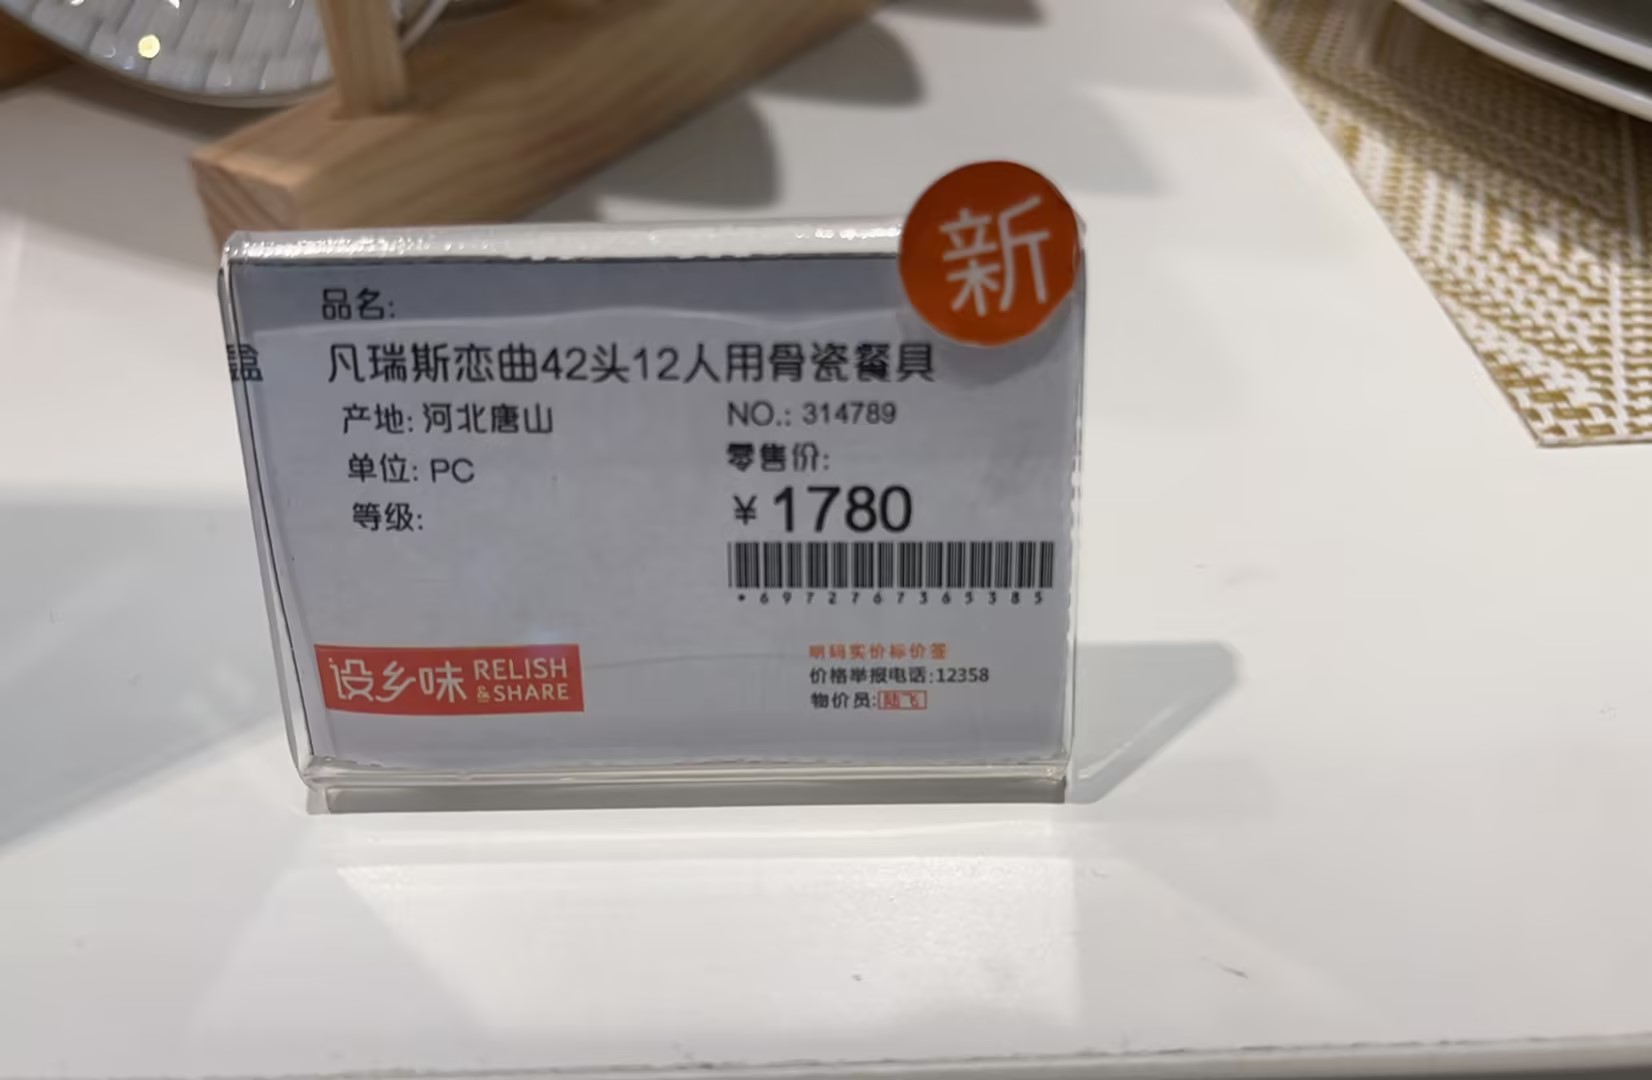 新
品名:
凡瑞斯恋曲42头12人用骨瓷餐具
产地: 河北唐山
NO.: 314789
单位: PC
零售价:
等级:
¥1780
*6972767365385
设乡味 RELISH & SHARE
明码实价标价签
价格举报电话:12358
物价员:陆飞